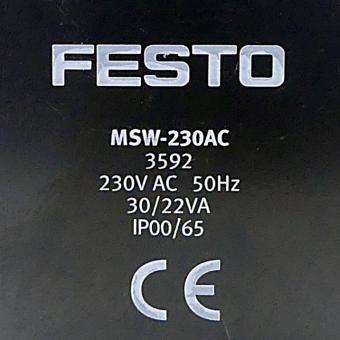 FESTO
MSW-230AC
3592
230V AC 50Hz
30/22VA
IP00/65
CE